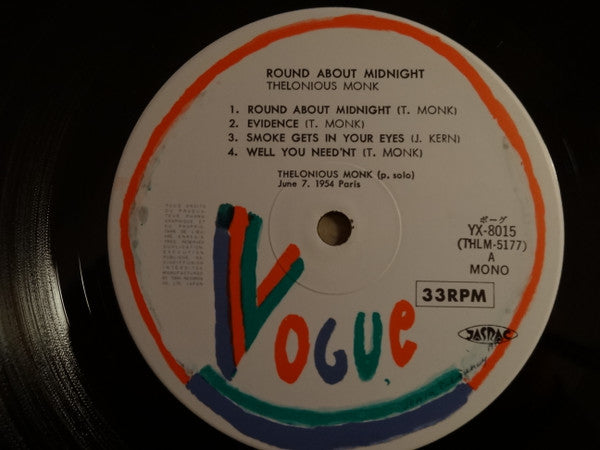 ROUND ABOUT MIDNIGHT
THELONIOUS MONK
1. ROUND ABOUT MIDNIGHT (T. MONK)
2. EVIDENCE (T. MONK)
3. SMOKE GETS IN YOUR EYES (J. KERN)
4. WELL YOU NEED'NT (T. MONK)
THELONIOUS MONK (p. solo)
June 7. 1954 Paris
ボーグ
YX-8015
(THLM-5177)
A
MONO
33RPM
VOGUE
JASRAC